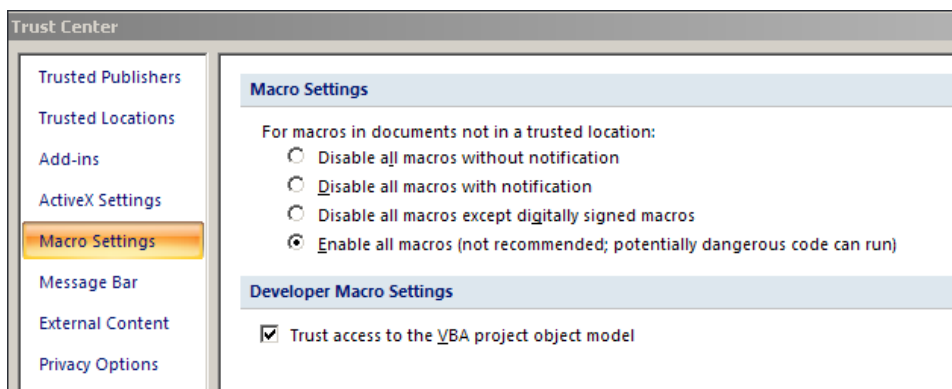 Trust Center
Trusted Publishers
Trusted Locations
Add-ins
ActiveX Settings
Macro Settings
Message Bar
External Content
Privacy Options
Macro Settings
For macros in documents not in a trusted location:
Disable all macros without notification
Disable all macros with notification
Disable all macros except digitally signed macros
Enable all macros (not recommended; potentially dangerous code can run)
Developer Macro Settings
Trust access to the VBA project object model